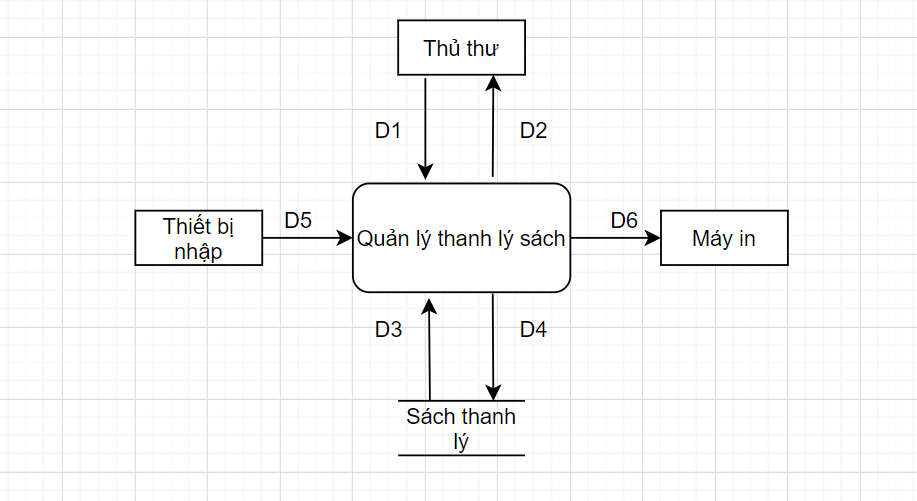 Thủ thư
D1
D2
Thiết bị
nhập
D5
Quản lý thanh lý sách
D6
Máy in
D3
D4
Sách thanh
lý